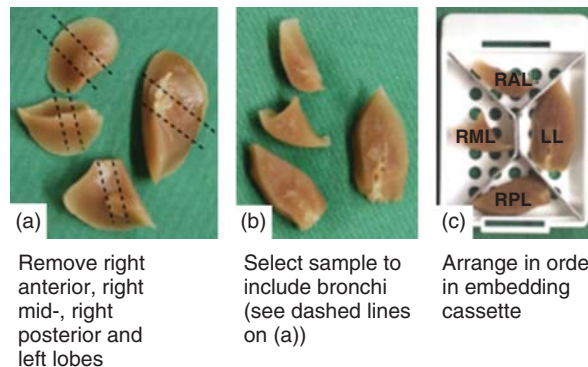 RAL
RML
LL
RPL
(a)
(b)
(c)
Remove right
anterior, right
mid-, right
posterior and
left lobes
Select sample to
include bronchi
(see dashed lines
on (a))
Arrange in orde
in embedding
cassette